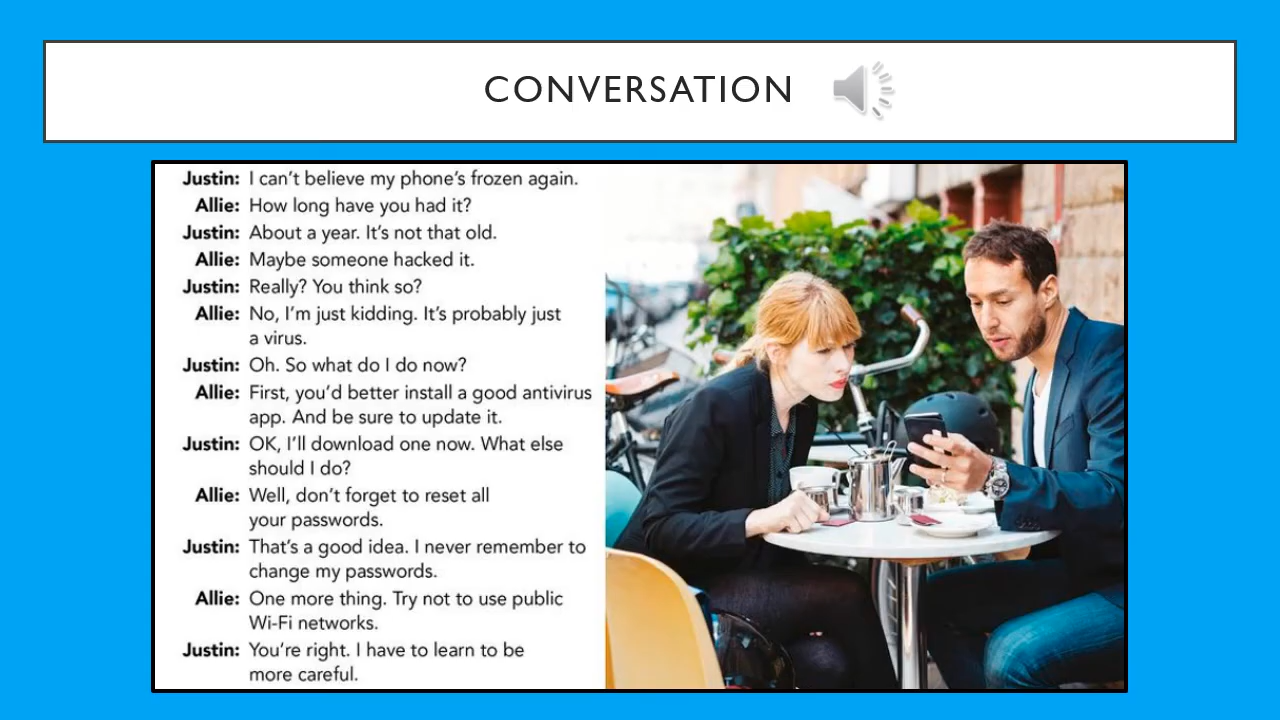 CONVERSATION
Justin: I can't believe my phone's frozen again.
Allie: How long have you had it?
Justin: About a year. It's not that old.
Allie: Maybe someone hacked it.
Justin: Really? You think so?
Allie: No, I'm just kidding. It's probably just
a virus.
Justin: Oh. So what do I do now?
Allie: First, you'd better install a good antivirus
app. And be sure to update it.
Justin: OK, I'll download one now. What else
should I do?
Allie: Well, don't forget to reset all
your passwords.
Justin: That's a good idea. I never remember to
change my passwords.
Allie: One more thing. Try not to use public
Wi-Fi networks.
Justin: You're right. I have to learn to be
more careful.